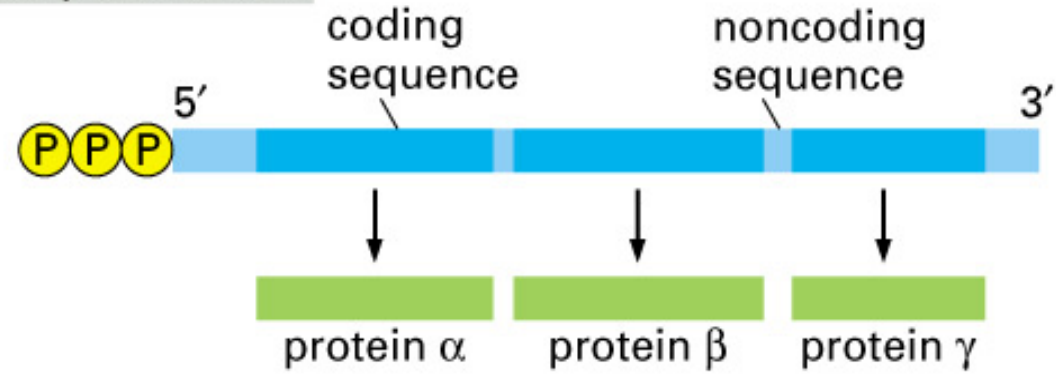 coding
sequence
noncoding
sequence
5′
3′
P P P
protein α
protein β
protein γ